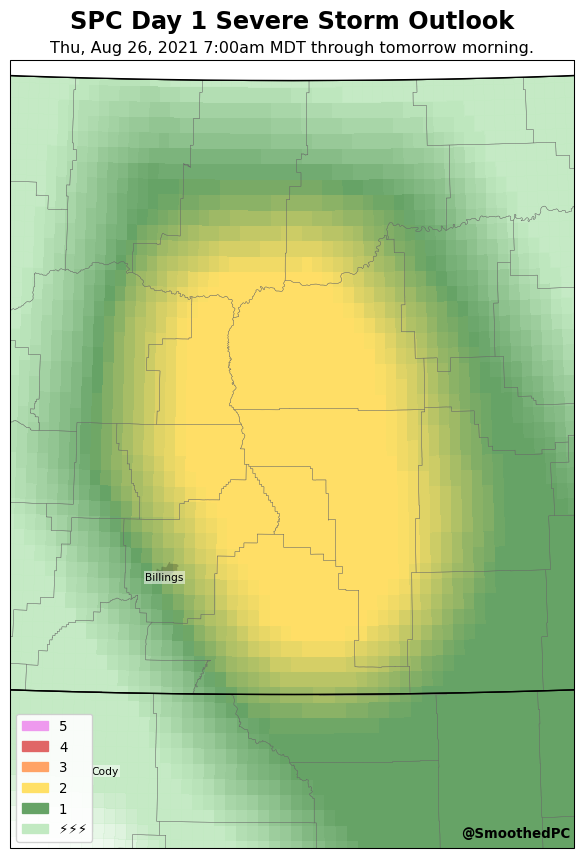 SPC Day 1 Severe Storm Outlook
Thu, Aug 26, 2021 7:00am MDT through tomorrow morning.
Billings
Cody
5
4
3
2
1
⚡⚡⚡
@SmoothedPC